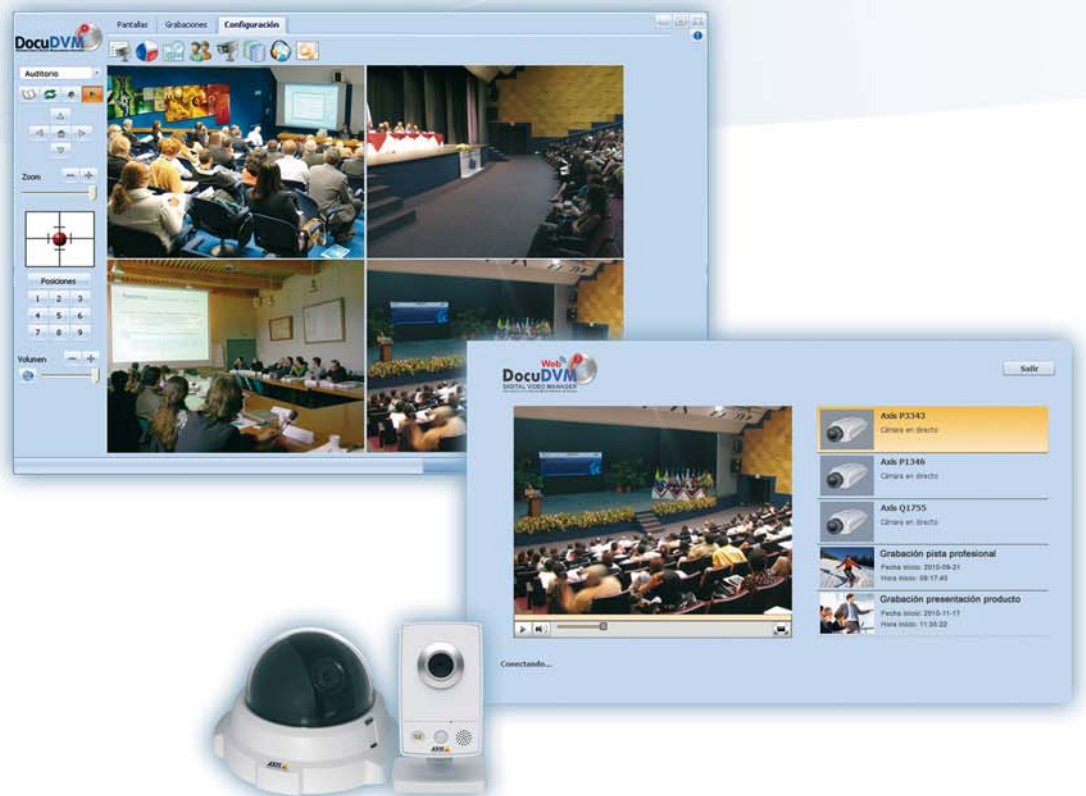 DocuDVM
Pantallas
Grabaciones
Configuración
Auditorio
Zoom
Posiciones
1 2 3
4 5 6
7 8 9
Volumen
Web
DocuDVM
DIGITAL VIDEO MANAGER
Salir
Axis P3343
Cámara en directo
Axis P1346
Cámara en directo
Axis Q1755
Cámara en directo
Grabación pista profesional
Fecha inicio: 2010-09-21
Hora inicio: 09:17:45
Grabación presentación producto
Fecha inicio: 2010-11-17
Hora inicio: 11:35:22
Conectando...
AXIS
AXIS